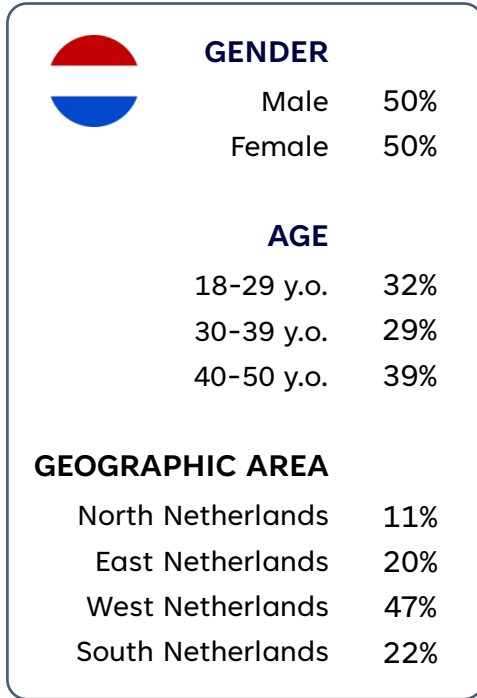 GENDER
Male 50%
Female 50%
AGE
18-29 y.o. 32%
30-39 y.o. 29%
40-50 y.o. 39%
GEOGRAPHIC AREA
North Netherlands 11%
East Netherlands 20%
West Netherlands 47%
South Netherlands 22%